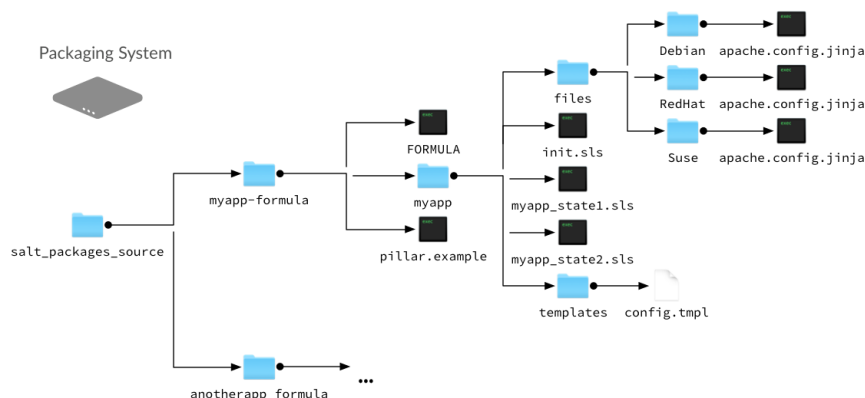 Packaging System
Debian
apache.config.jinja
files
RedHat
apache.config.jinja
FORMULA
init.sls
Suse
apache.config.jinja
myapp-formula
myapp
myapp_state1.sls
salt_packages_source
pillar.example
myapp_state2.sls
templates
config.tmpl
...
anotherapp_formula